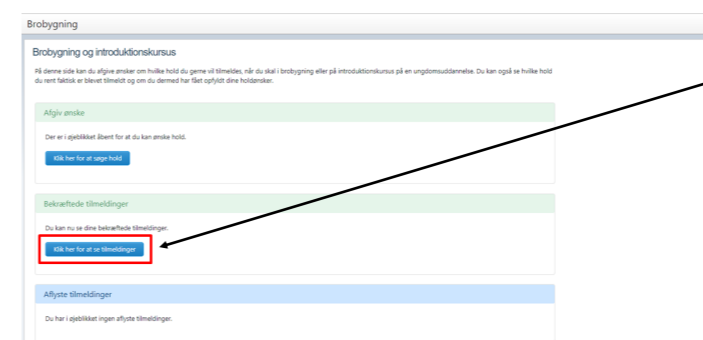 Brobygning
Brobygning og introduktionskursus
På denne side kan du afgive ønsker om hvilke hold du gerne vil tilmeldes, når du skal i brobygning eller på introduktionskursus på en ungdomsuddannelse. Du kan også se hvilke hold
du rent faktisk er blevet tilmeldt og om du dermed har fået opfyldt dine holdønsker.
Afgiv ønske
Der er i øjeblikket åbent for at du kan ønske hold.
Klik her for at søge hold
Bekræftede tilmeldinger
Du kan nu se dine bekræftede tilmeldinger.
Klik her for at se tilmeldinger
Aflyste tilmeldinger
Du har i øjeblikket ingen aflyste tilmeldinger.